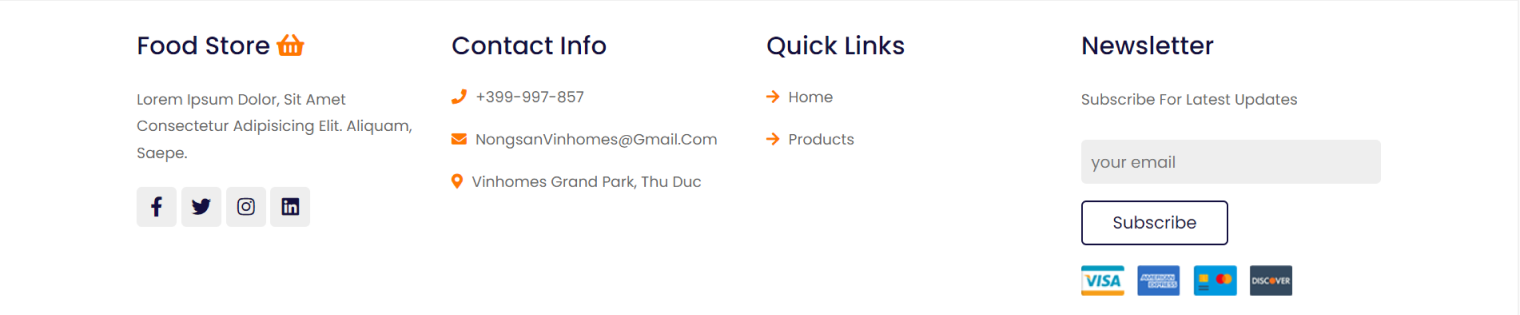 Food Store
Lorem Ipsum Dolor, Sit Amet
Consectetur Adipisicing Elit. Aliquam,
Saepe.
Contact Info
+399-997-857
NongsanVinhomes@Gmail.Com
Vinhomes Grand Park, Thu Duc
Quick Links
Home
Products
Newsletter
Subscribe For Latest Updates
your email
Subscribe
VISA
AMERICAN
EXPRESS
DISCOVER